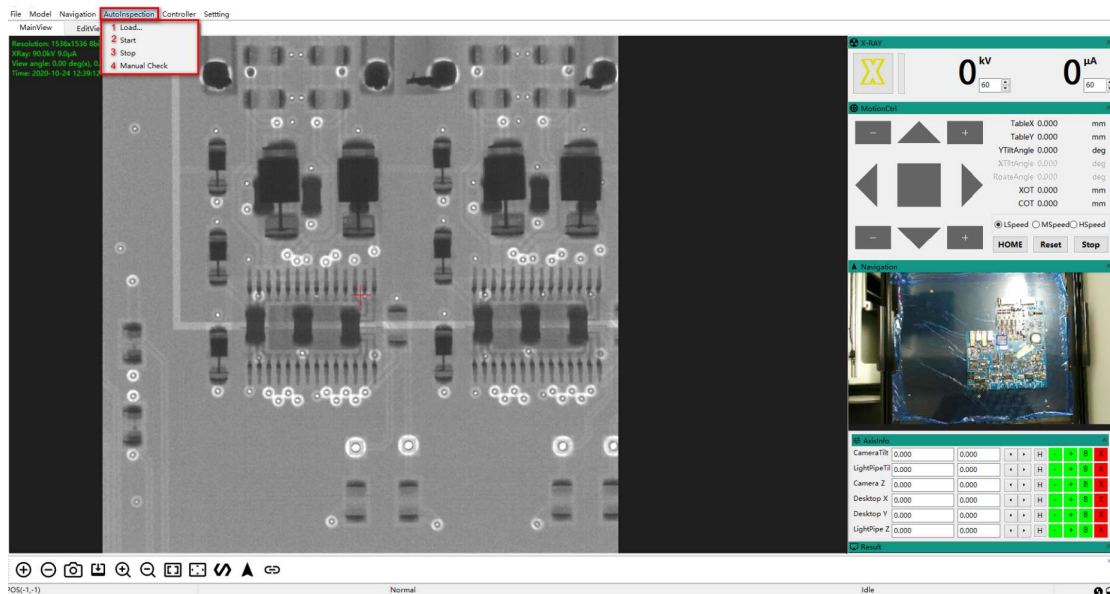 File Model Navigation AutoInspection Controller Settting
MainView
1 Load...
2 Start
3 Stop
4 Manual Check
Resolution: 1536x1536
XRay: 90.0kV 9.0μA
View angle: 0.00 deg(s), 0.
Time: 2020-10-24 12:39:12
X-RAY
0 kV 60
0 μA 60
MotionCtrl
TableX 0.000 mm
TableY 0.000 mm
YTiltAngle 0.000 deg
XTiltAngle 0.000 deg
RoateAngle 0.000 deg
XOT 0.000 mm
COT 0.000 mm
LSpeed MSpeed HSpeed
HOME Reset Stop
Navigation
AxisInfo
CameraTilt 0.000 0.000 H - + B X
LightPipeTil 0.000 0.000 H - + B X
Camera Z 0.000 0.000 H - + B X
Desktop X 0.000 0.000 H - + B X
Desktop Y 0.000 0.000 H - + B X
LightPipe Z 0.000 0.000 H - + B X
Result
POS(-1,-1) Normal Idle